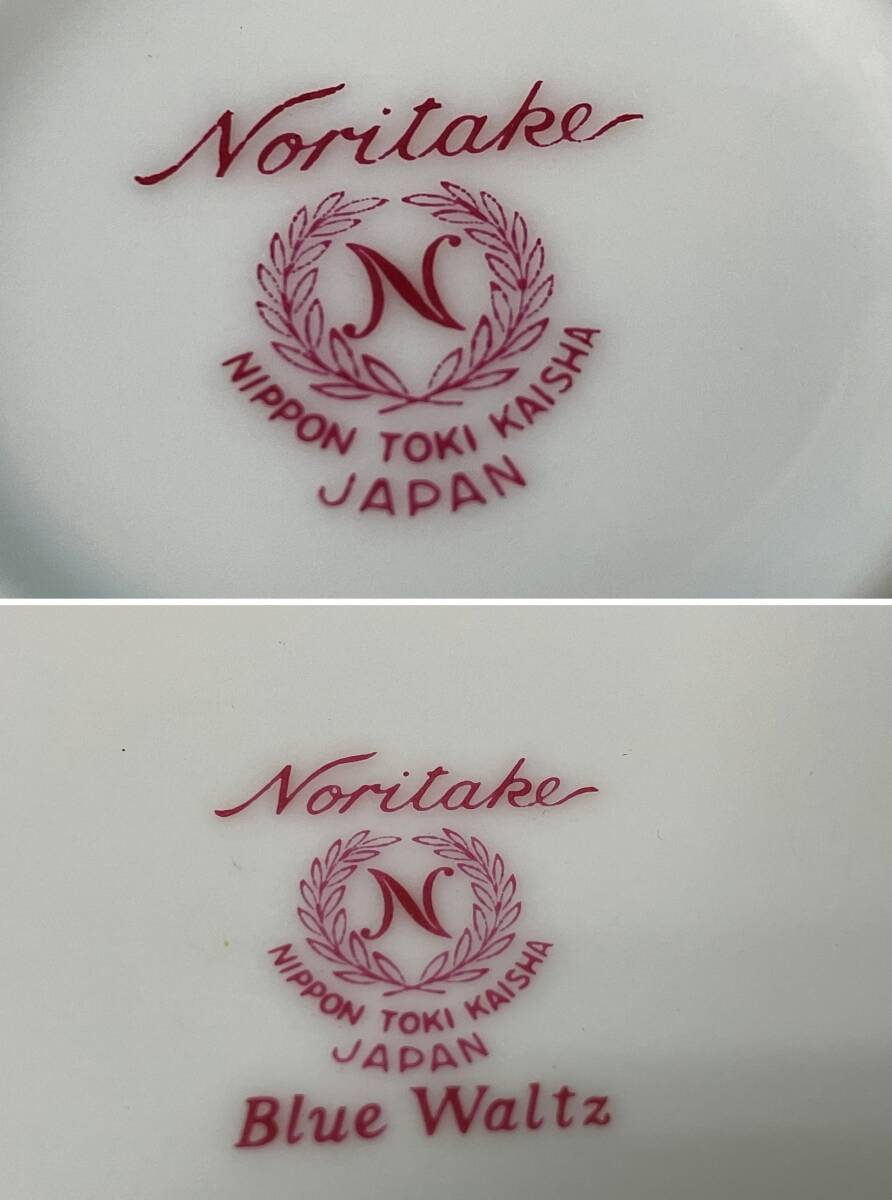 Noritake
N
NIPPON TOKI KAISHA
JAPAN
Noritake
N
NIPPON TOKI KAISHA
JAPAN
Blue Waltz